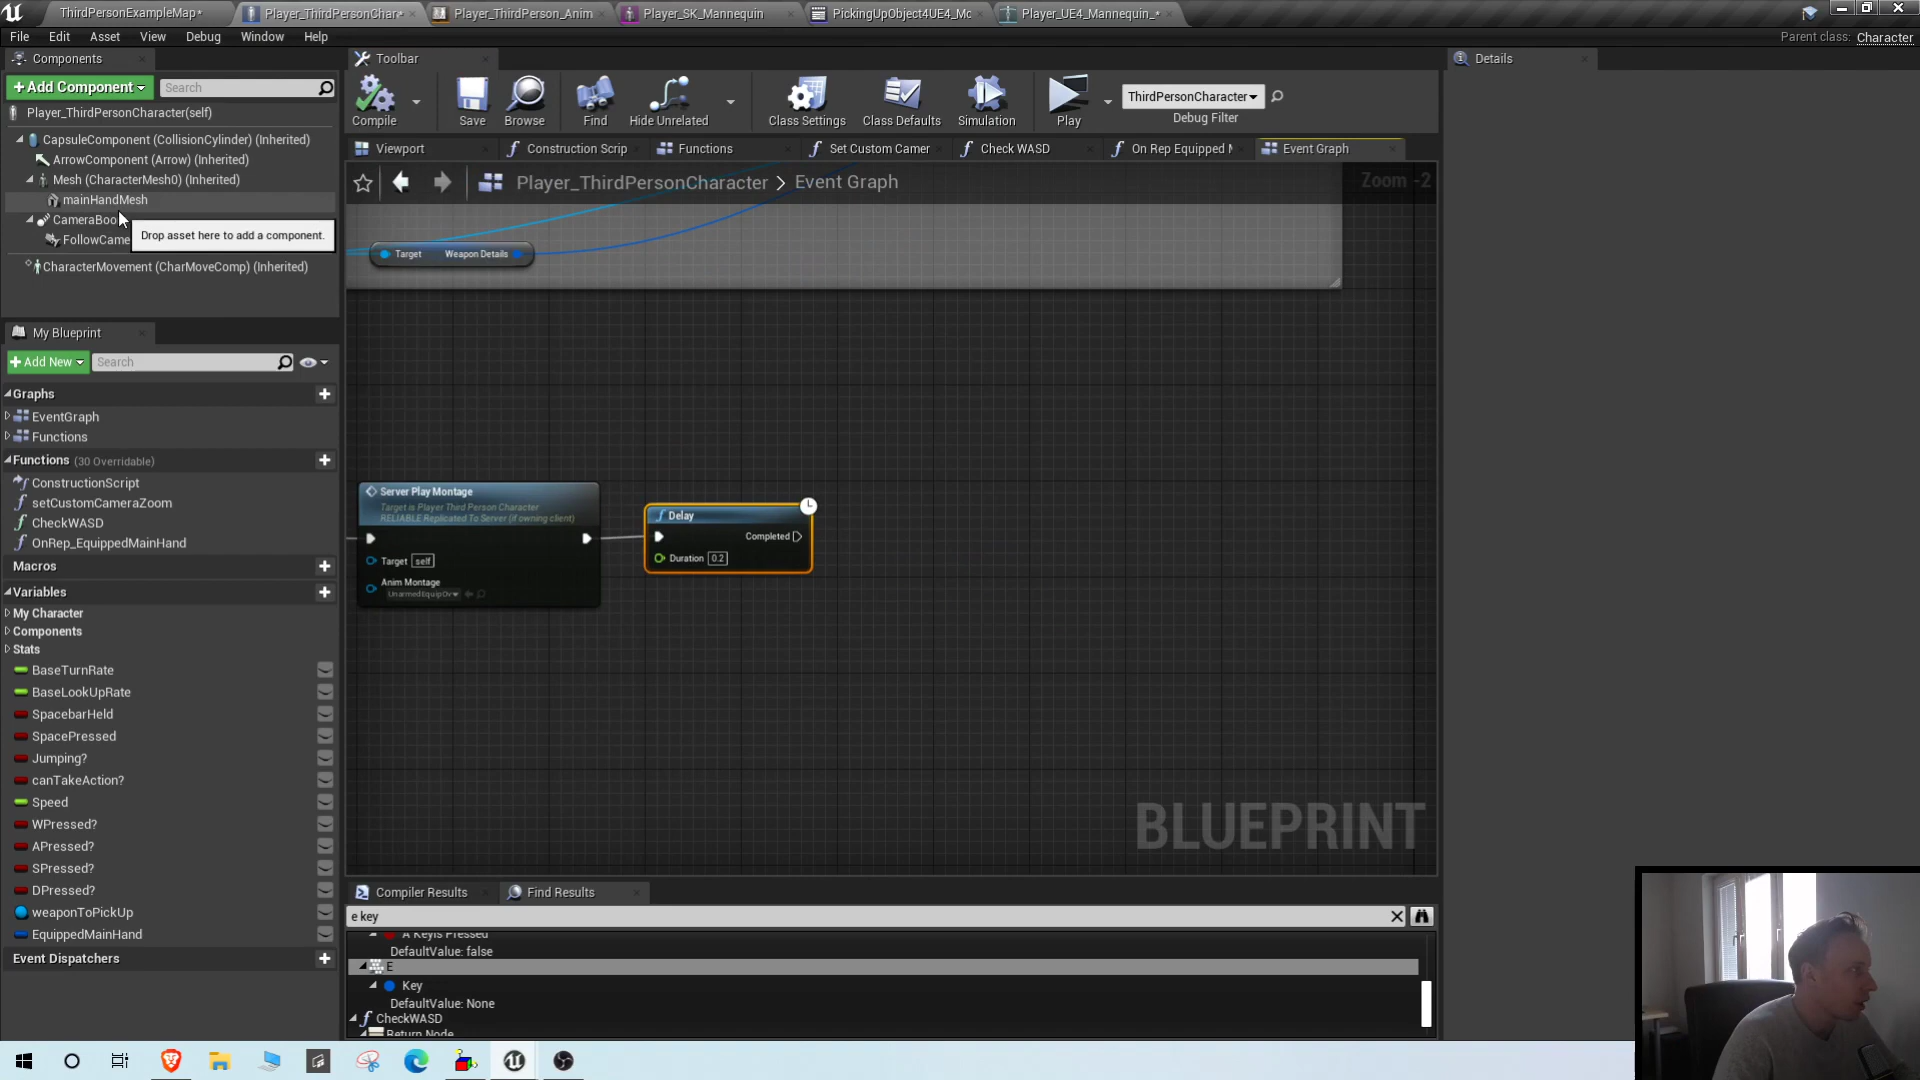 ThirdPersonExampleMap*
Player_ThirdPersonChar*
Player_ThirdPerson_Anim
Player_SK_Mannequin
PickingUpObject4UE4_Mc
Player_UE4_Mannequin_*
File Edit Asset View Debug Window Help
Parent class: Character
Components
Toolbar
Details
+Add Component
Search
Player_ThirdPersonCharacter(self)
CapsuleComponent (CollisionCylinder) (Inherited)
ArrowComponent (Arrow) (Inherited)
Mesh (CharacterMesh0) (Inherited)
mainHandMesh
CameraBoo
Drop asset here to add a component.
FollowCame
CharacterMovement (CharMoveComp) (Inherited)
Compile
Save
Browse
Find
Hide Unrelated
Class Settings
Class Defaults
Simulation
Play
ThirdPersonCharacter
Debug Filter
Viewport
Construction Scrip
Functions
Set Custom Camer
Check WASD
On Rep Equipped M
Event Graph
Player_ThirdPersonCharacter > Event Graph
Zoom -2
Target Weapon Details
Server Play Montage
Target is Player Third Person Character
RELIABLE Replicated To Server (if owning client)
Target self
Anim Montage
UnarmedEquipOv
Delay
Completed
Duration 0.2
BLUEPRINT
My Blueprint
+Add New
Search
Graphs
EventGraph
Functions
Functions (30 Overridable)
ConstructionScript
setCustomCameraZoom
CheckWASD
OnRep_EquippedMainHand
Macros
Variables
My Character
Components
Stats
BaseTurnRate
BaseLookUpRate
SpacebarHeld
SpacePressed
Jumping?
canTakeAction?
Speed
WPressed?
APressed?
SPressed?
DPressed?
weaponToPickUp
EquippedMainHand
Event Dispatchers
Compiler Results
Find Results
e key
A KeyIs Pressed
DefaultValue: false
E
Key
DefaultValue: None
CheckWASD
Return Node